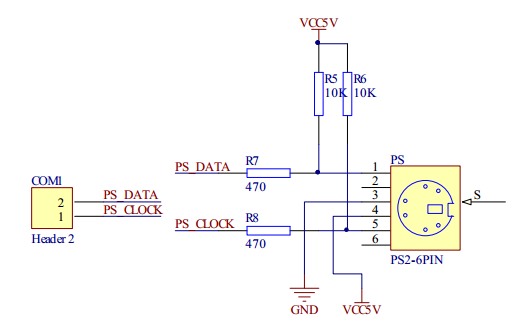 VCC5V
R5 R6
10K 10K
PS_DATA R7 470
1 PS
2
3
4
5
6
S
PS2-6PIN
COM1
2 PS_DATA
1 PS_CLOCK
Header 2
PS_CLOCK R8 470
GND VCC5V